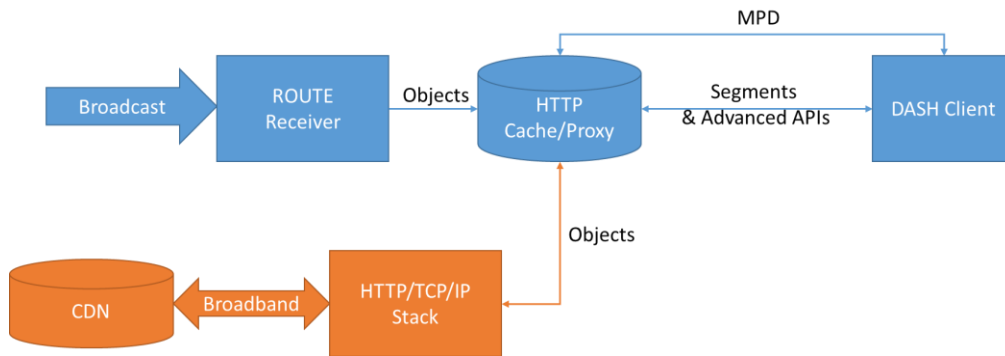 MPD
Broadcast
ROUTE
Receiver
Objects
HTTP
Cache/Proxy
Segments
& Advanced APIs
DASH Client
Objects
CDN
Broadband
HTTP/TCP/IP
Stack